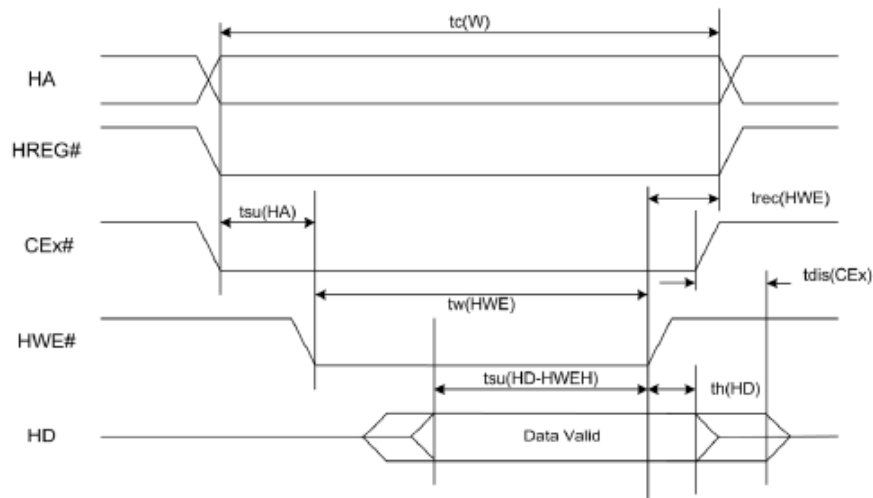 tc(W)
HA
HREG#
tsu(HA)
trec(HWE)
CEx#
tdis(CEx)
tw(HWE)
HWE#
tsu(HD-HWEH)
th(HD)
HD
Data Valid